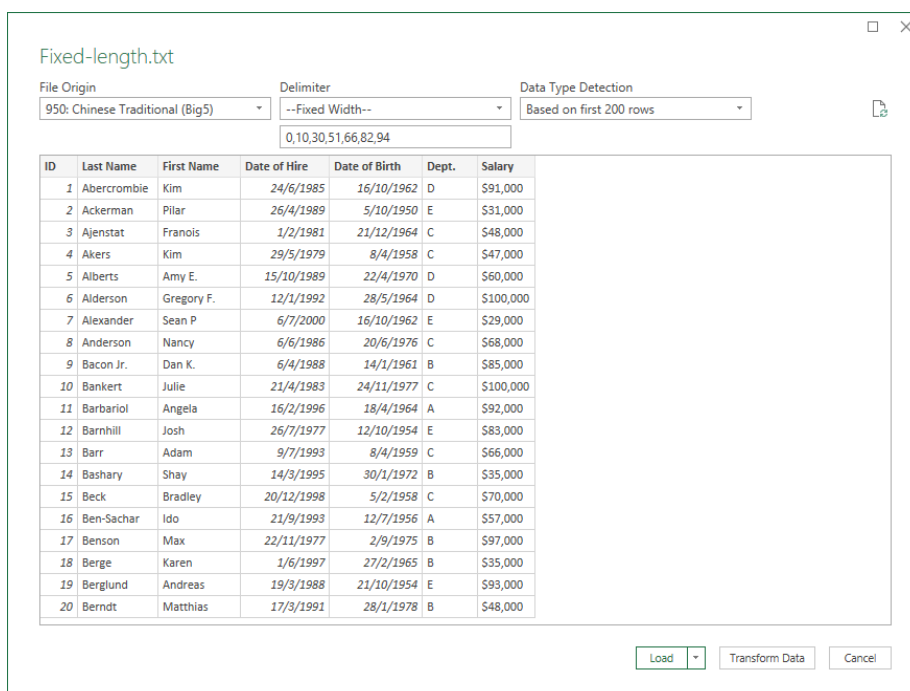 Fixed-length.txt
File Origin Delimiter Data Type Detection
950: Chinese Traditional (Big5) --Fixed Width-- Based on first 200 rows
0,10,30,51,66,82,94
ID Last Name First Name Date of Hire Date of Birth Dept. Salary
1 Abercrombie Kim 24/6/1985 16/10/1962 D $91,000
2 Ackerman Pilar 26/4/1989 5/10/1950 E $31,000
3 Ajenstat Franois 1/2/1981 21/12/1964 C $48,000
4 Akers Kim 29/5/1979 8/4/1958 C $47,000
5 Alberts Amy E. 15/10/1989 22/4/1970 D $60,000
6 Alderson Gregory F. 12/1/1992 28/5/1964 D $100,000
7 Alexander Sean P 6/7/2000 16/10/1962 E $29,000
8 Anderson Nancy 6/6/1986 20/6/1976 C $68,000
9 Bacon Jr. Dan K. 6/4/1988 14/1/1961 B $85,000
10 Bankert Julie 21/4/1983 24/11/1977 C $100,000
11 Barbariol Angela 16/2/1996 18/4/1964 A $92,000
12 Barnhill Josh 26/7/1977 12/10/1954 E $83,000
13 Barr Adam 9/7/1993 8/4/1959 C $66,000
14 Bashary Shay 14/3/1995 30/1/1972 B $35,000
15 Beck Bradley 20/12/1998 5/2/1958 C $70,000
16 Ben-Sachar Ido 21/9/1993 12/7/1956 A $57,000
17 Benson Max 22/11/1977 2/9/1975 B $97,000
18 Berge Karen 1/6/1997 27/2/1965 B $35,000
19 Berglund Andreas 19/3/1988 21/10/1954 E $93,000
20 Berndt Matthias 17/3/1991 28/1/1978 B $48,000
Load Transform Data Cancel